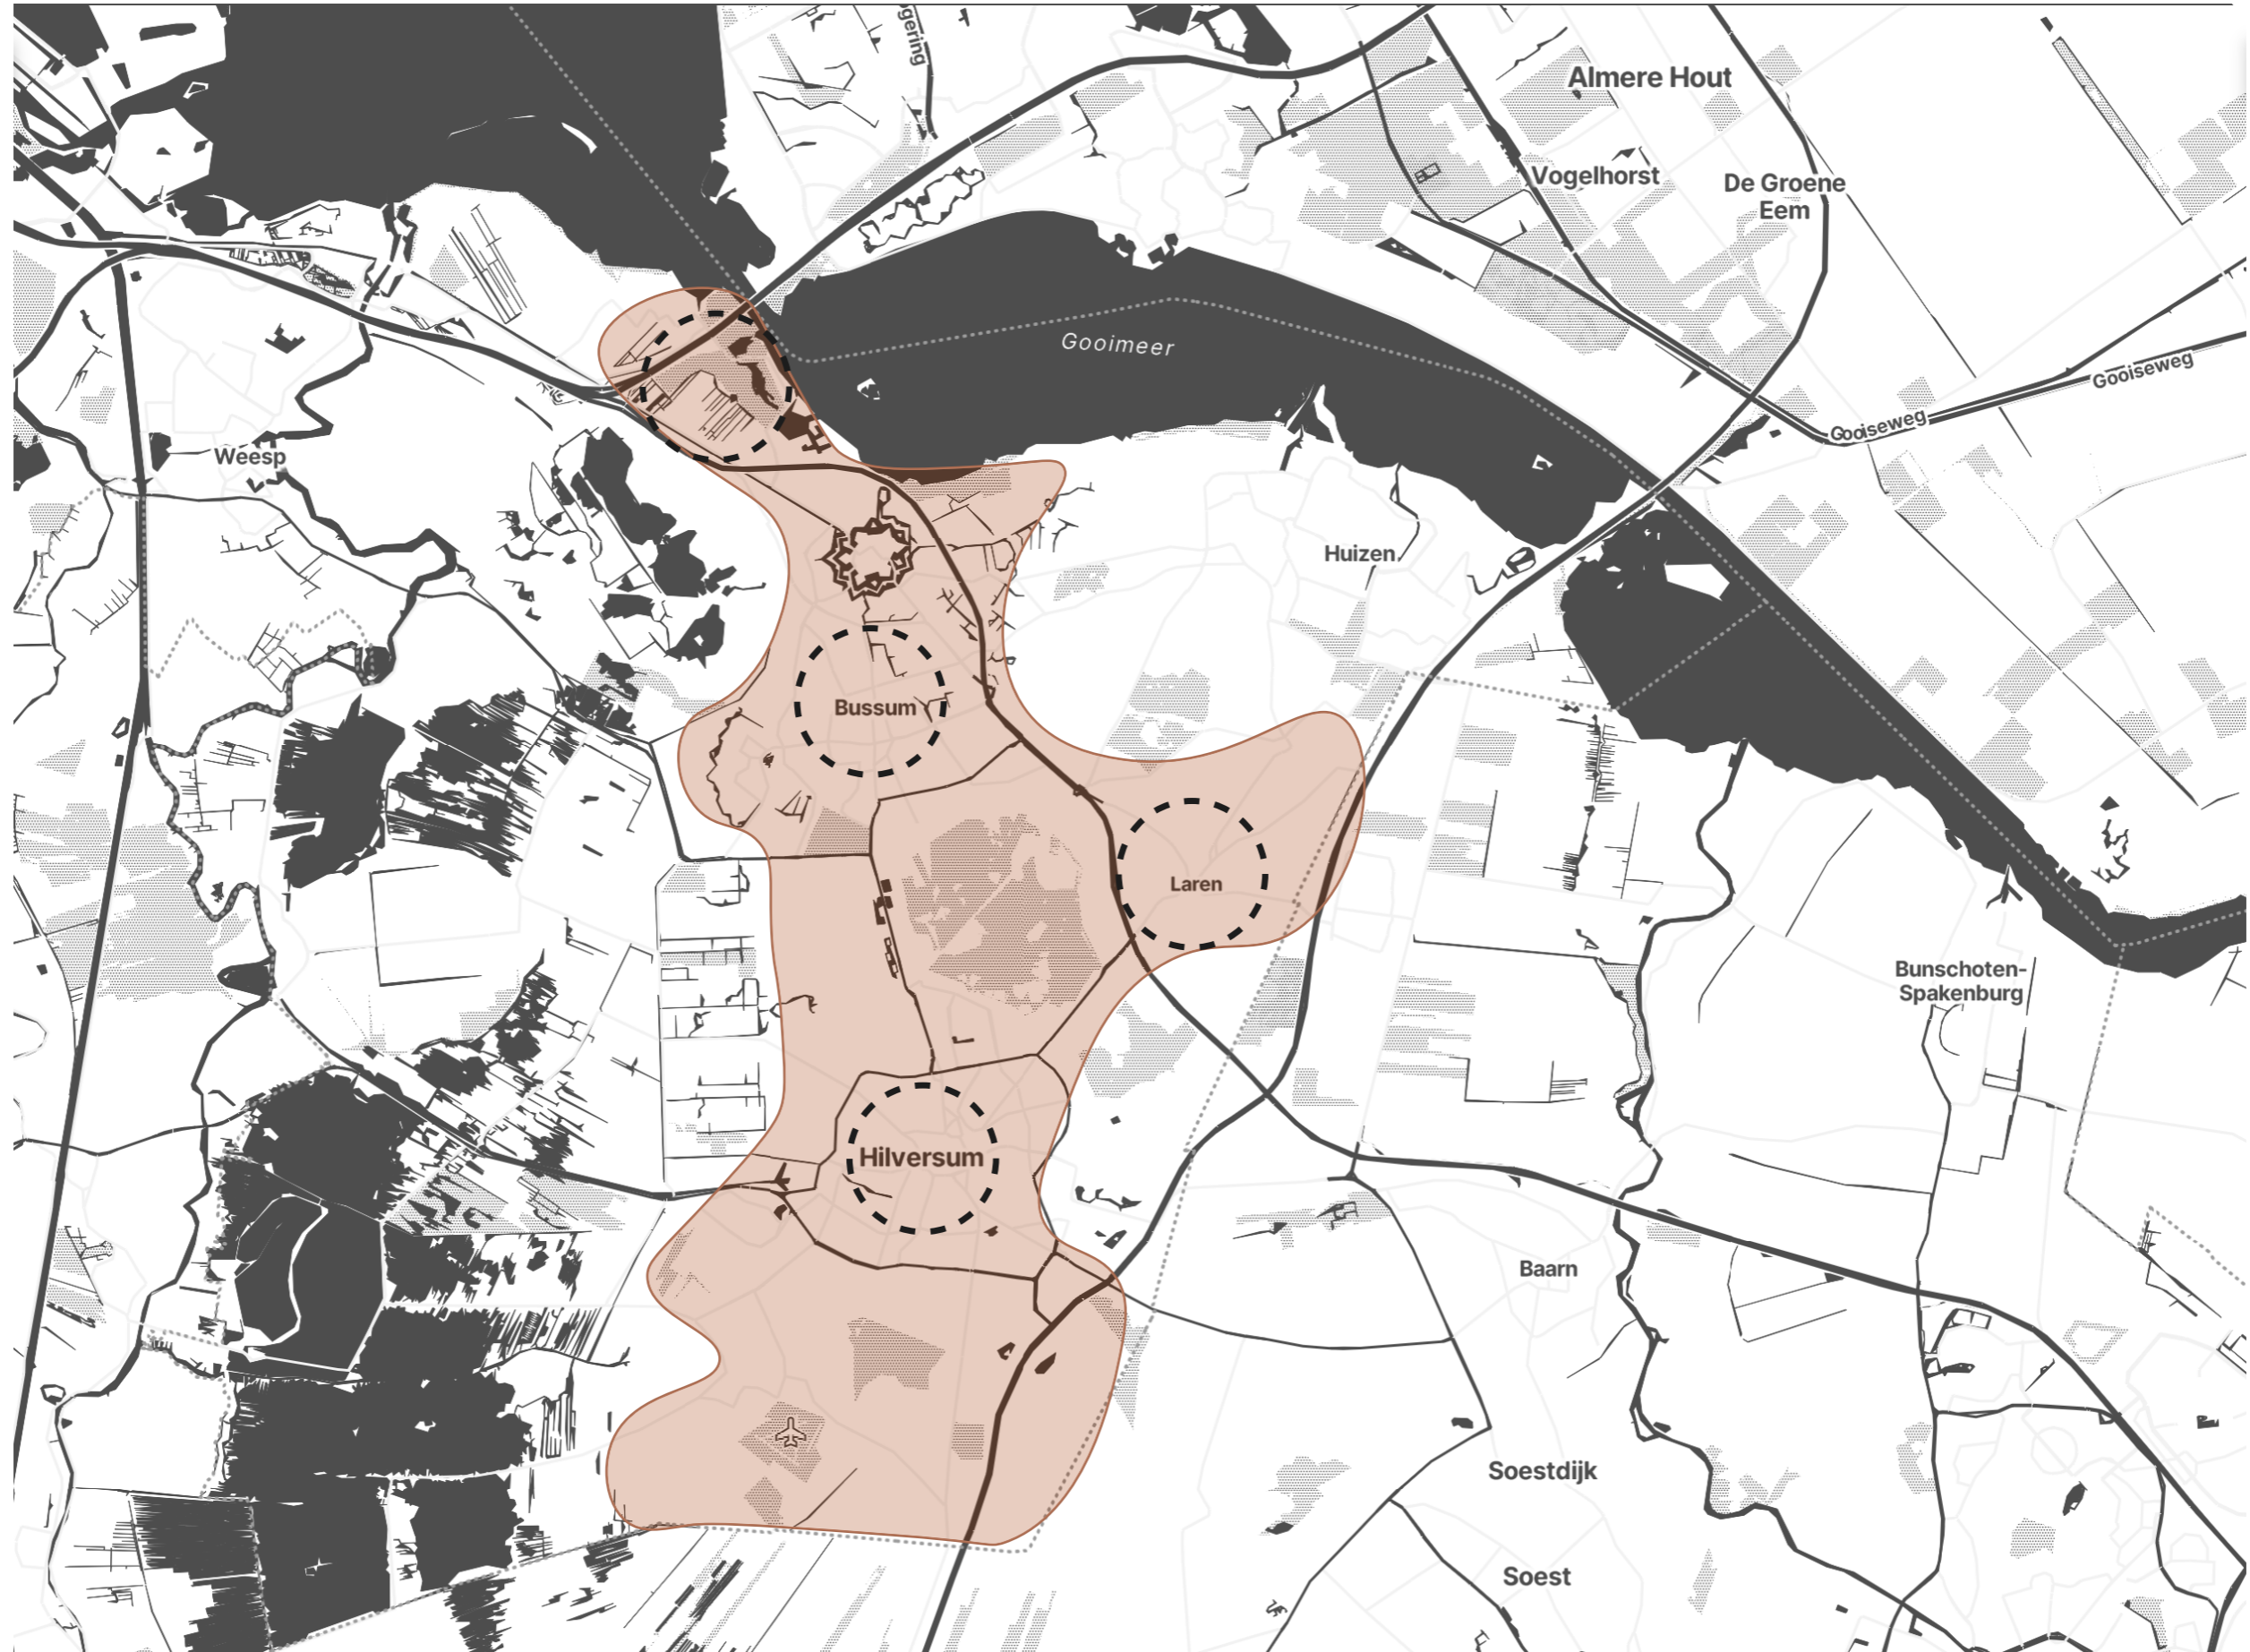 Almere Hout
Vogelhorst
De Groene
Eem
Gooimeer
Gooiseweg
Gooiseweg
Weesp
Huizen
Bussum
Laren
Bunschoten-
Spakenburg
Hilversum
Baarn
Soestdijk
Soest